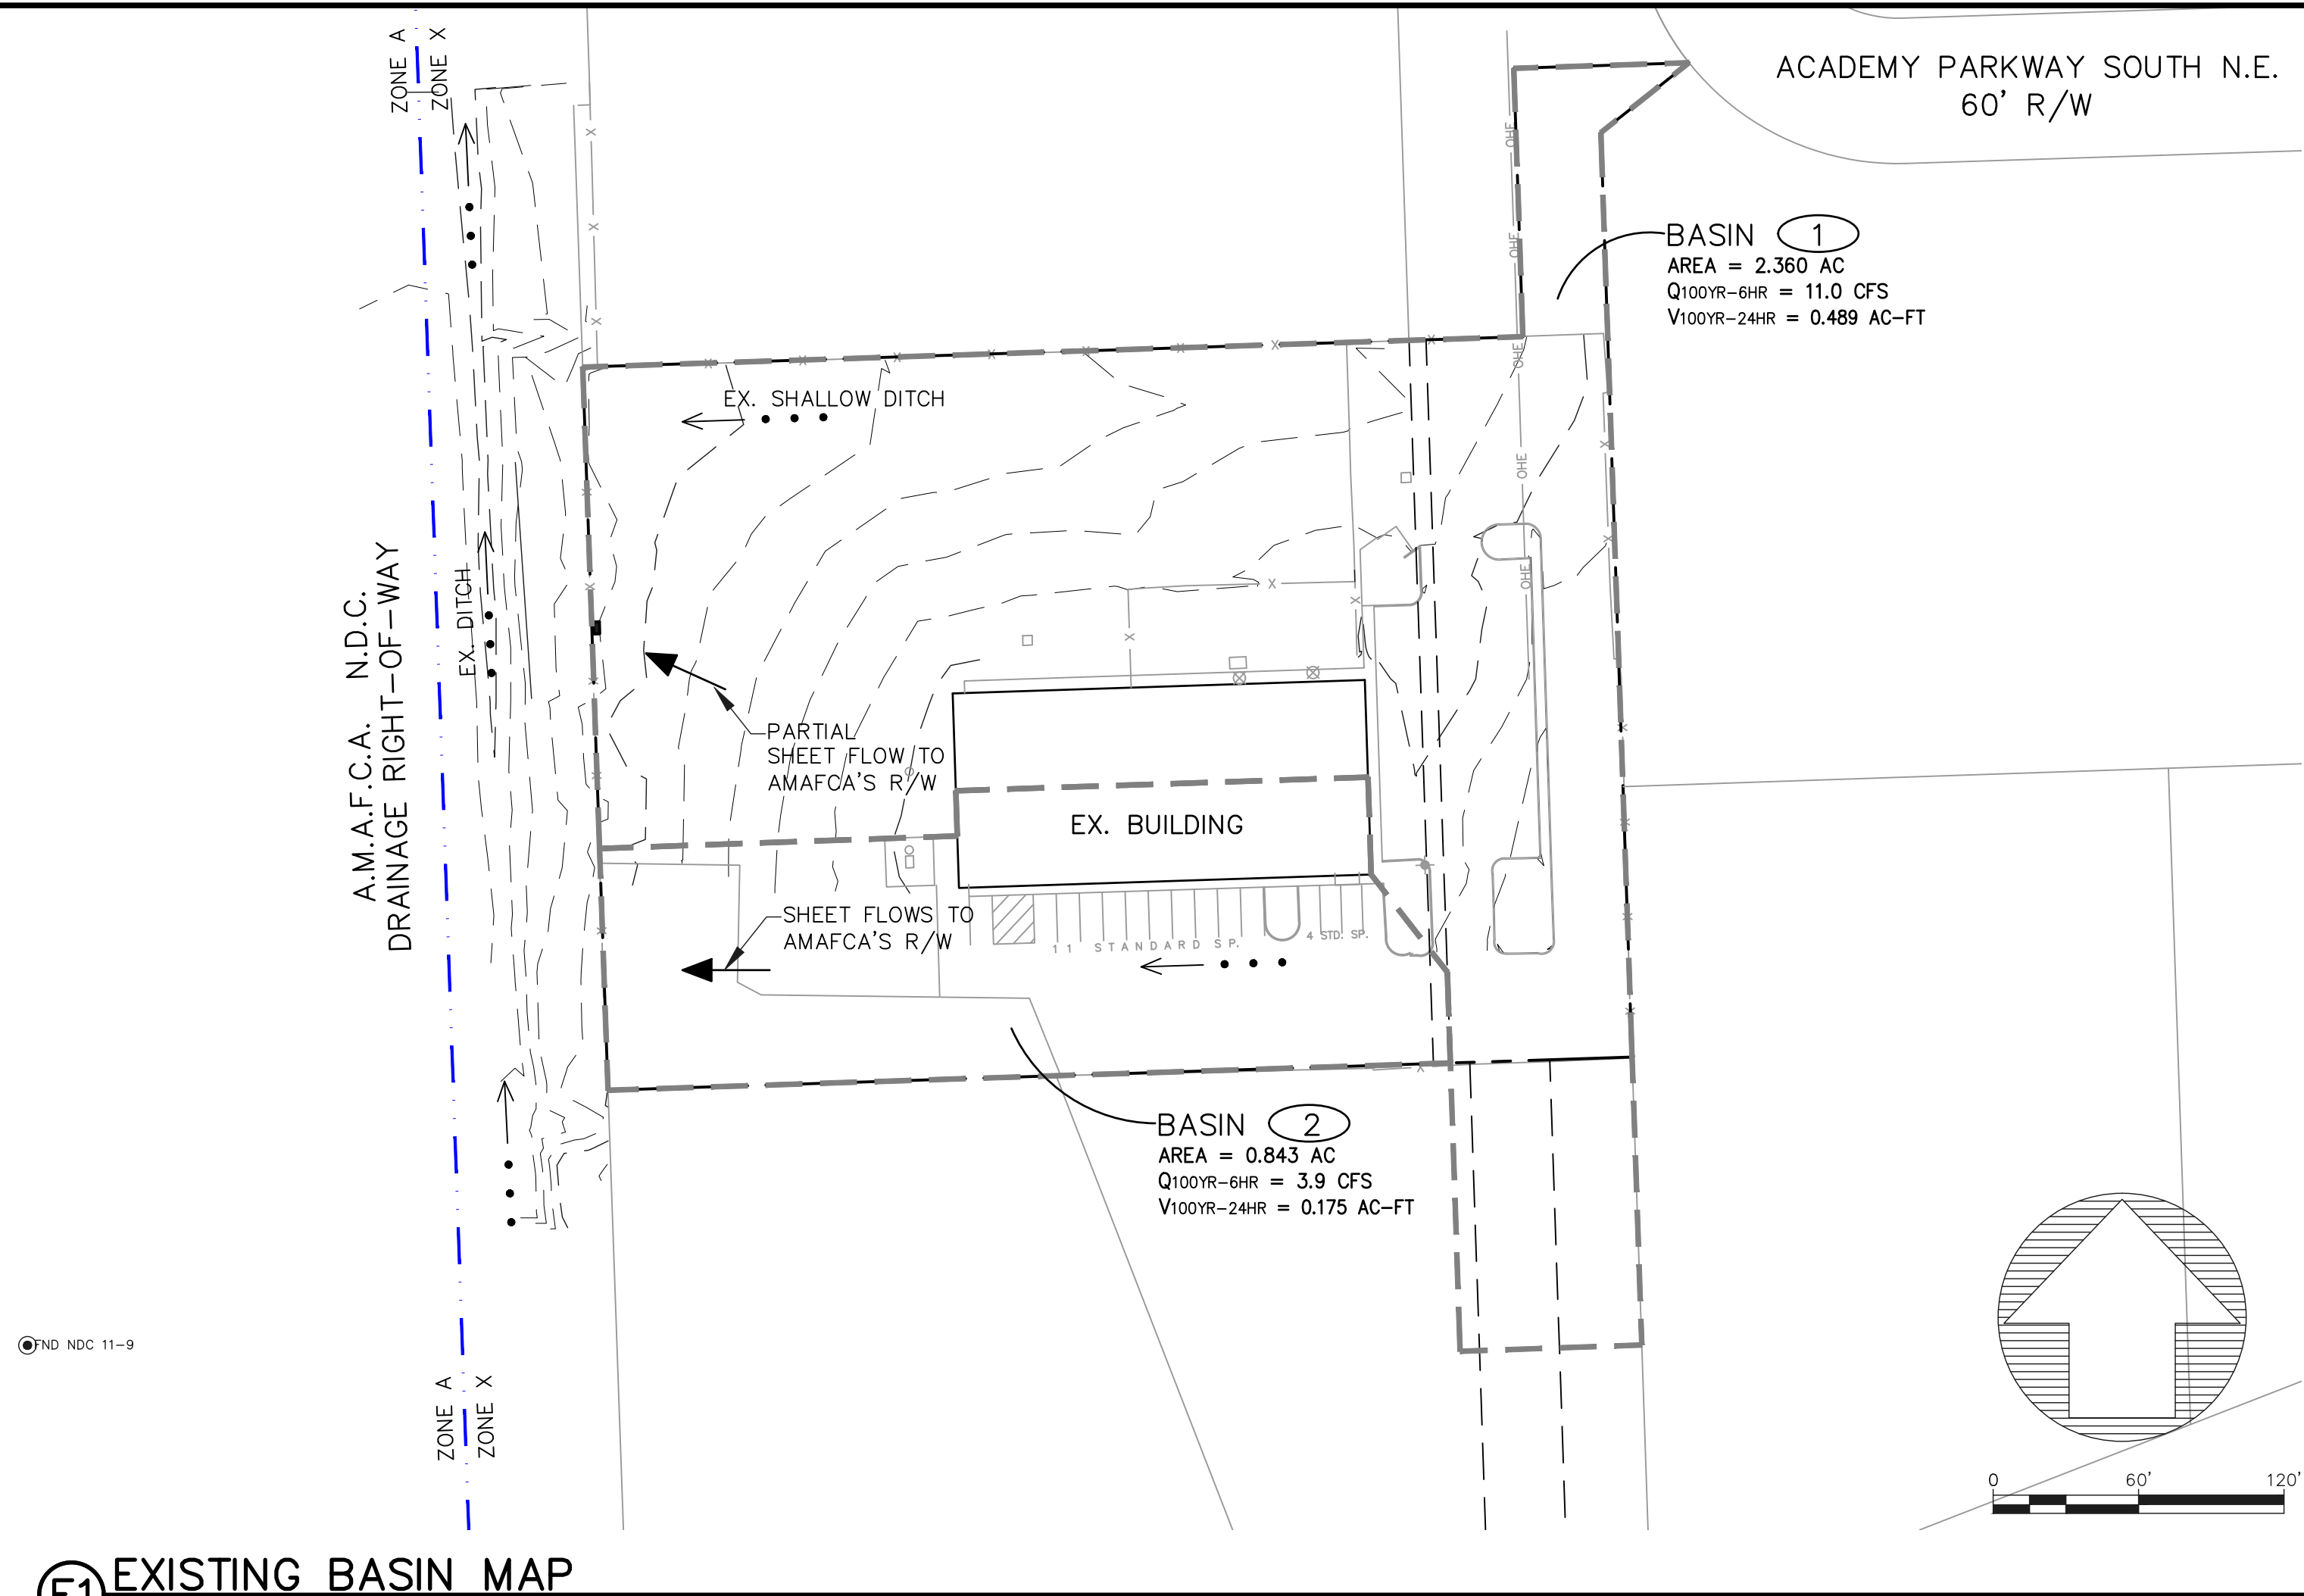 ZONE A
ZONE X
ACADEMY PARKWAY SOUTH N.E.
60' R/W
OHE
OHE
OHE
OHE
OHE
BASIN 1
AREA = 2.360 AC
Q100YR-6HR = 11.0 CFS
V100YR-24HR = 0.489 AC-FT
EX. SHALLOW DITCH
A.M.A.F.C.A. N.D.C.
DRAINAGE RIGHT-OF-WAY
EX. DITCH
PARTIAL
SHEET FLOW TO
AMAFCA'S R/W
EX. BUILDING
SHEET FLOWS TO
AMAFCA'S R/W
11 STANDARD SP.
4 STD. SP.
BASIN 2
AREA = 0.843 AC
Q100YR-6HR = 3.9 CFS
V100YR-24HR = 0.175 AC-FT
FND NDC 11-9
ZONE A
ZONE X
0 60' 120'
E1 EXISTING BASIN MAP